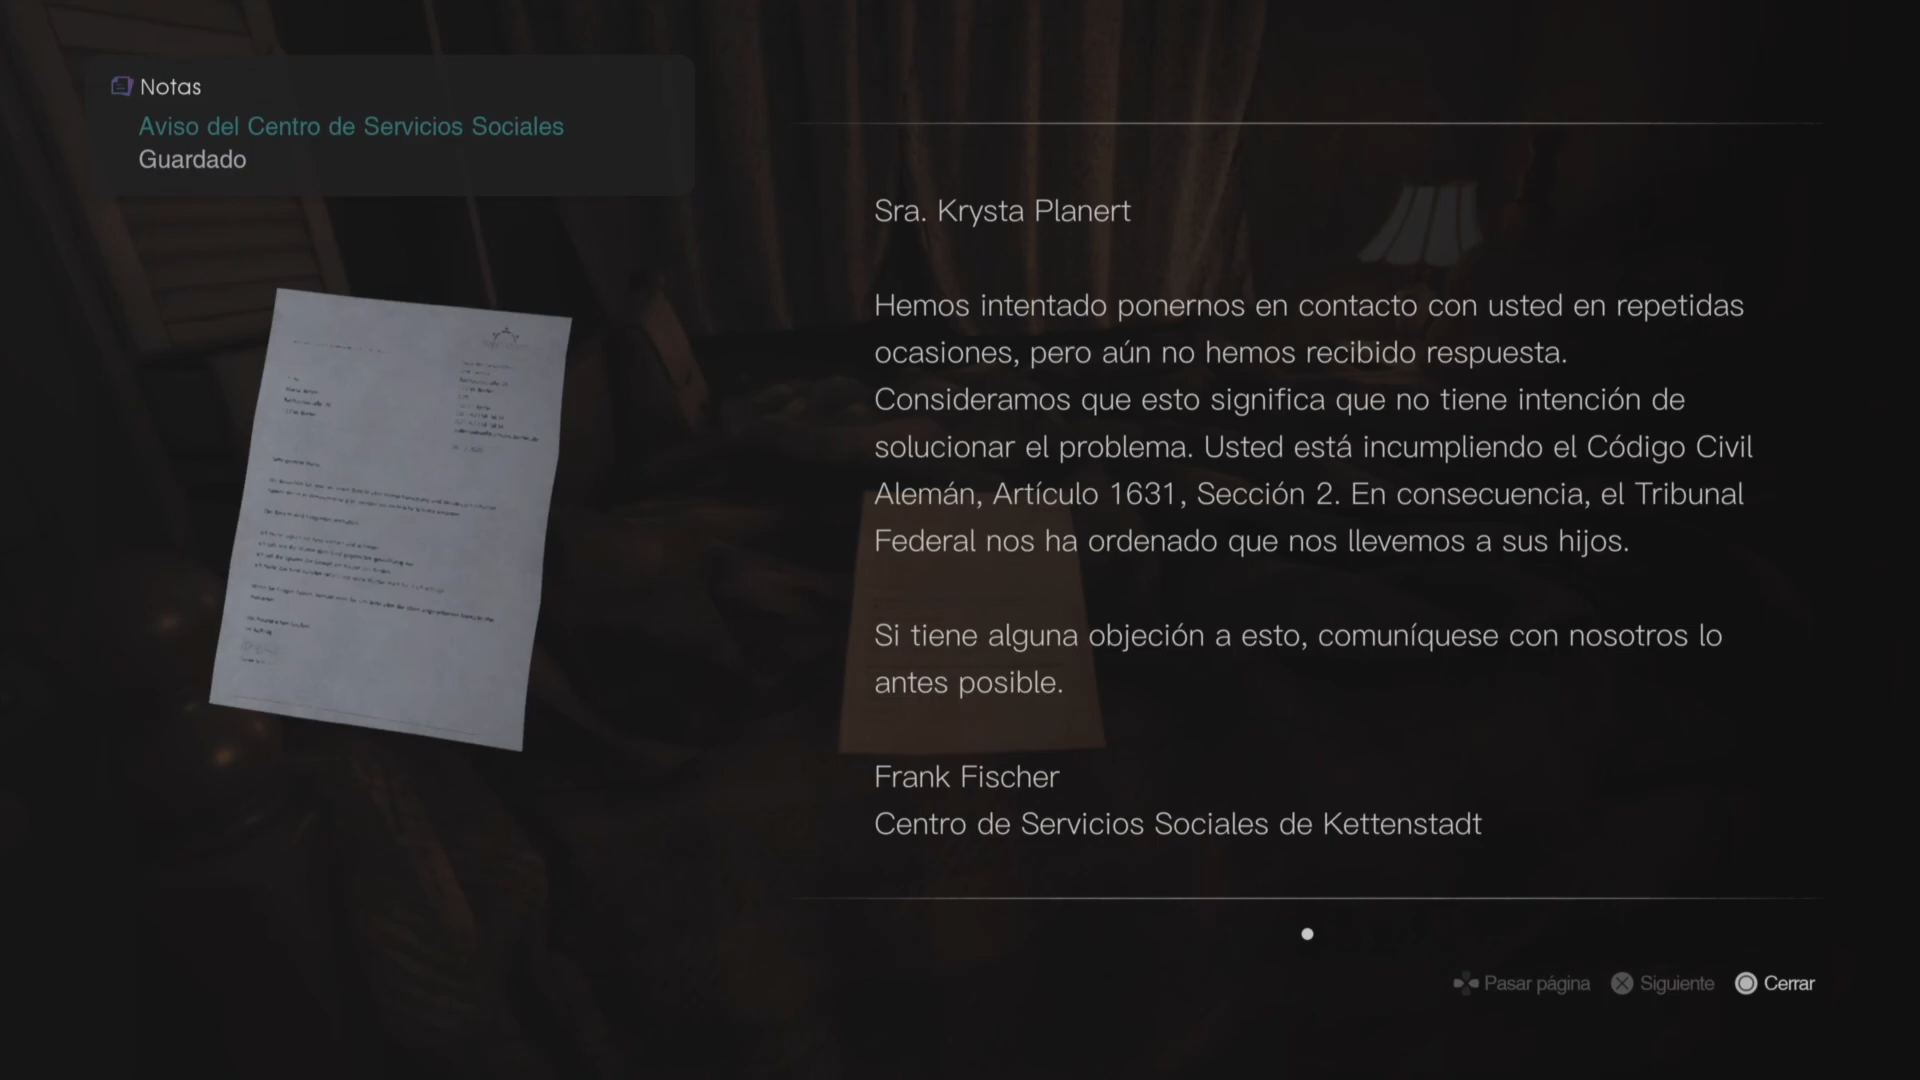 Notas
Aviso del Centro de Servicios Sociales
Guardado
Sra. Krysta Planert
Hemos intentado ponernos en contacto con usted en repetidas
ocasiones, pero aún no hemos recibido respuesta.
Consideramos que esto significa que no tiene intención de
solucionar el problema. Usted está incumpliendo el Código Civil
Alemán, Artículo 1631, Sección 2. En consecuencia, el Tribunal
Federal nos ha ordenado que nos llevemos a sus hijos.
Si tiene alguna objeción a esto, comuníquese con nosotros lo
antes posible.
Frank Fischer
Centro de Servicios Sociales de Kettenstadt
Pasar página Siguiente Cerrar